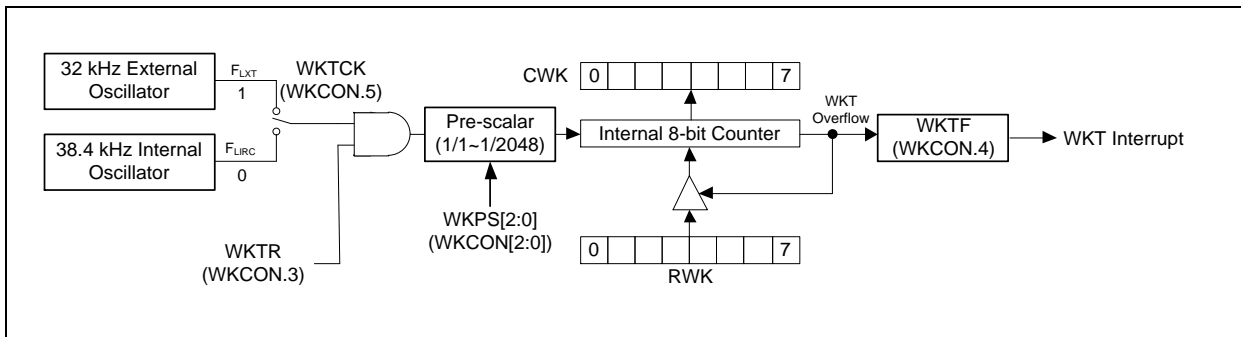 32 kHz External
Oscillator
FLXT
1
WKTCK
(WKCON.5)
38.4 kHz Internal
Oscillator
FLIRC
0
WKTR
(WKCON.3)
Pre-scalar
(1/1~1/2048)
WKPS[2:0]
(WKCON[2:0])
CWK
0
7
Internal 8-bit Counter
0
7
RWK
WKT
Overflow
WKTF
(WKCON.4)
WKT Interrupt